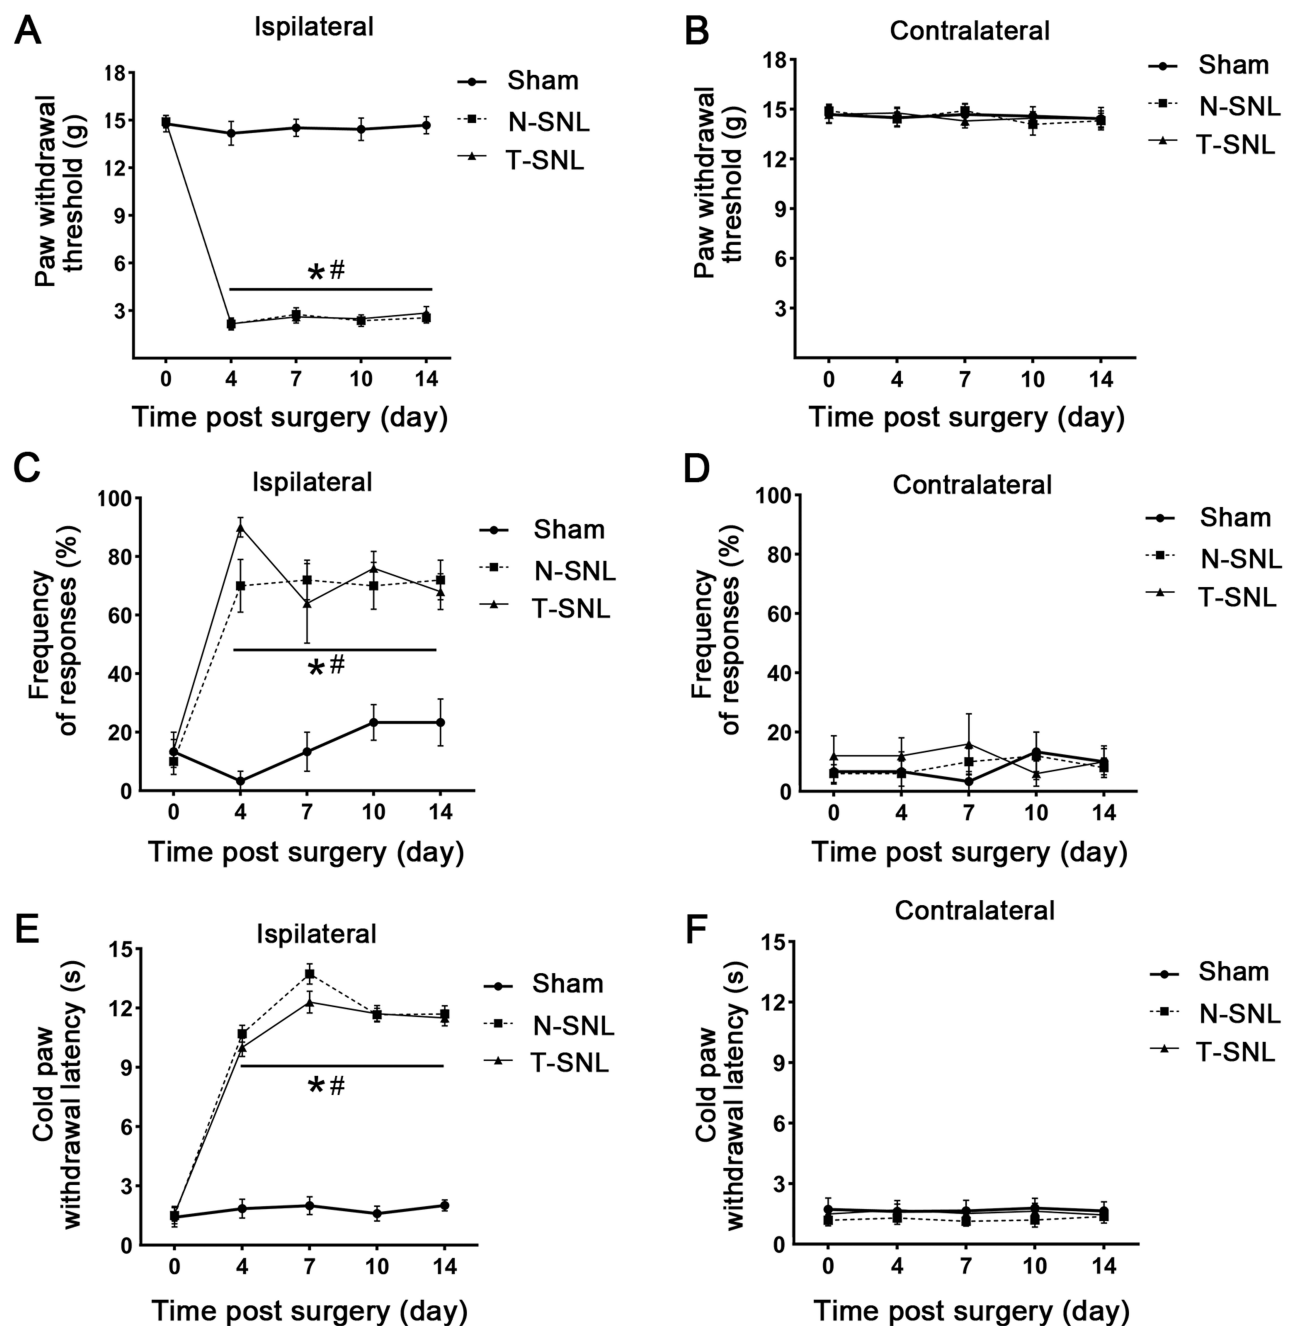 A
Ispilateral
Paw withdrawal
threshold (g)
18
15
12
9
6
3
* #
Sham
N-SNL
T-SNL
0 4 7 10 14
Time post surgery (day)
B
Contralateral
Paw withdrawal
threshold (g)
18
15
12
9
6
3
Sham
N-SNL
T-SNL
0 4 7 10 14
Time post surgery (day)
C
Ispilateral
Frequency
of responses (%)
100
80
60
40
20
0
* #
Sham
N-SNL
T-SNL
0 4 7 10 14
Time post surgery (day)
D
Contralateral
Frequency
of responses (%)
100
80
60
40
20
0
Sham
N-SNL
T-SNL
0 4 7 10 14
Time post surgery (day)
E
Ispilateral
Cold paw
withdrawal latency (s)
15
12
9
6
3
0
* #
Sham
N-SNL
T-SNL
0 4 7 10 14
Time post surgery (day)
F
Contralateral
Cold paw
withdrawal latency (s)
15
12
9
6
3
0
Sham
N-SNL
T-SNL
0 4 7 10 14
Time post surgery (day)